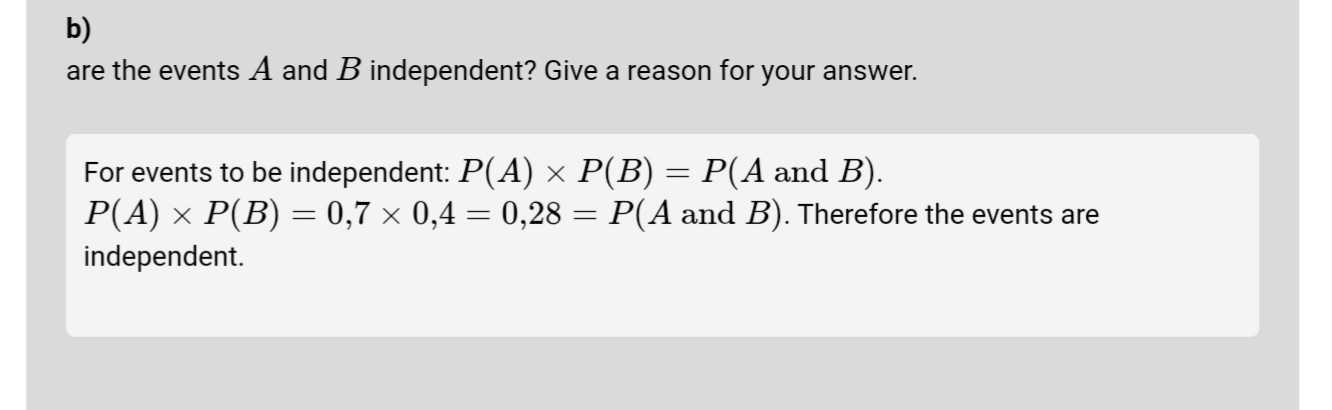 b)
are the events A and B independent? Give a reason for your answer.
For events to be independent: P(A) × P(B) = P(A and B).
P(A) × P(B) = 0,7 × 0,4 = 0,28 = P(A and B). Therefore the events are
independent.